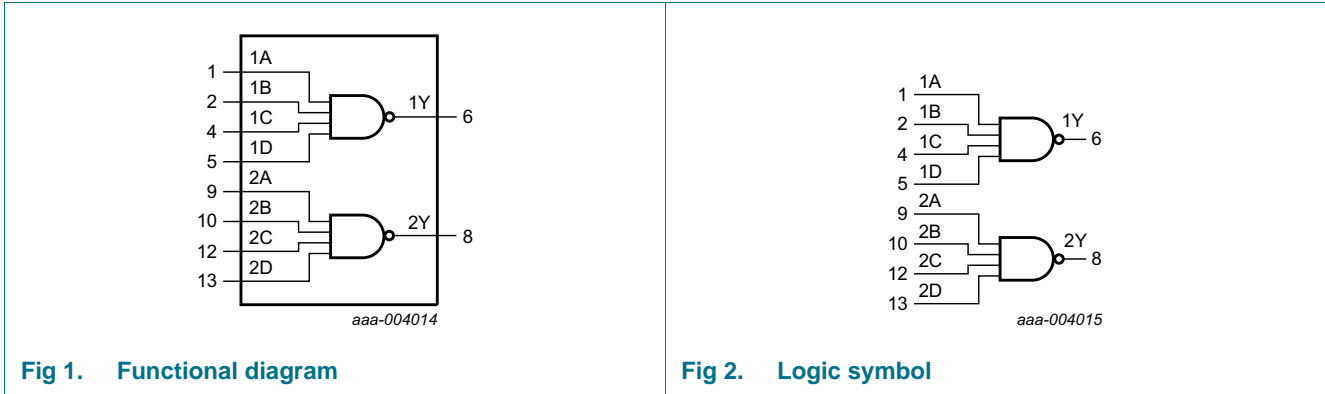 1A
1
1B
2
1C
4
1D
5
1Y
6
2A
9
2B
10
2C
12
2D
13
2Y
8
aaa-004014
Fig 1. Functional diagram
1A
1
1B
2
1C
4
1D
5
1Y
6
2A
9
2B
10
2C
12
2D
13
2Y
8
aaa-004015
Fig 2. Logic symbol